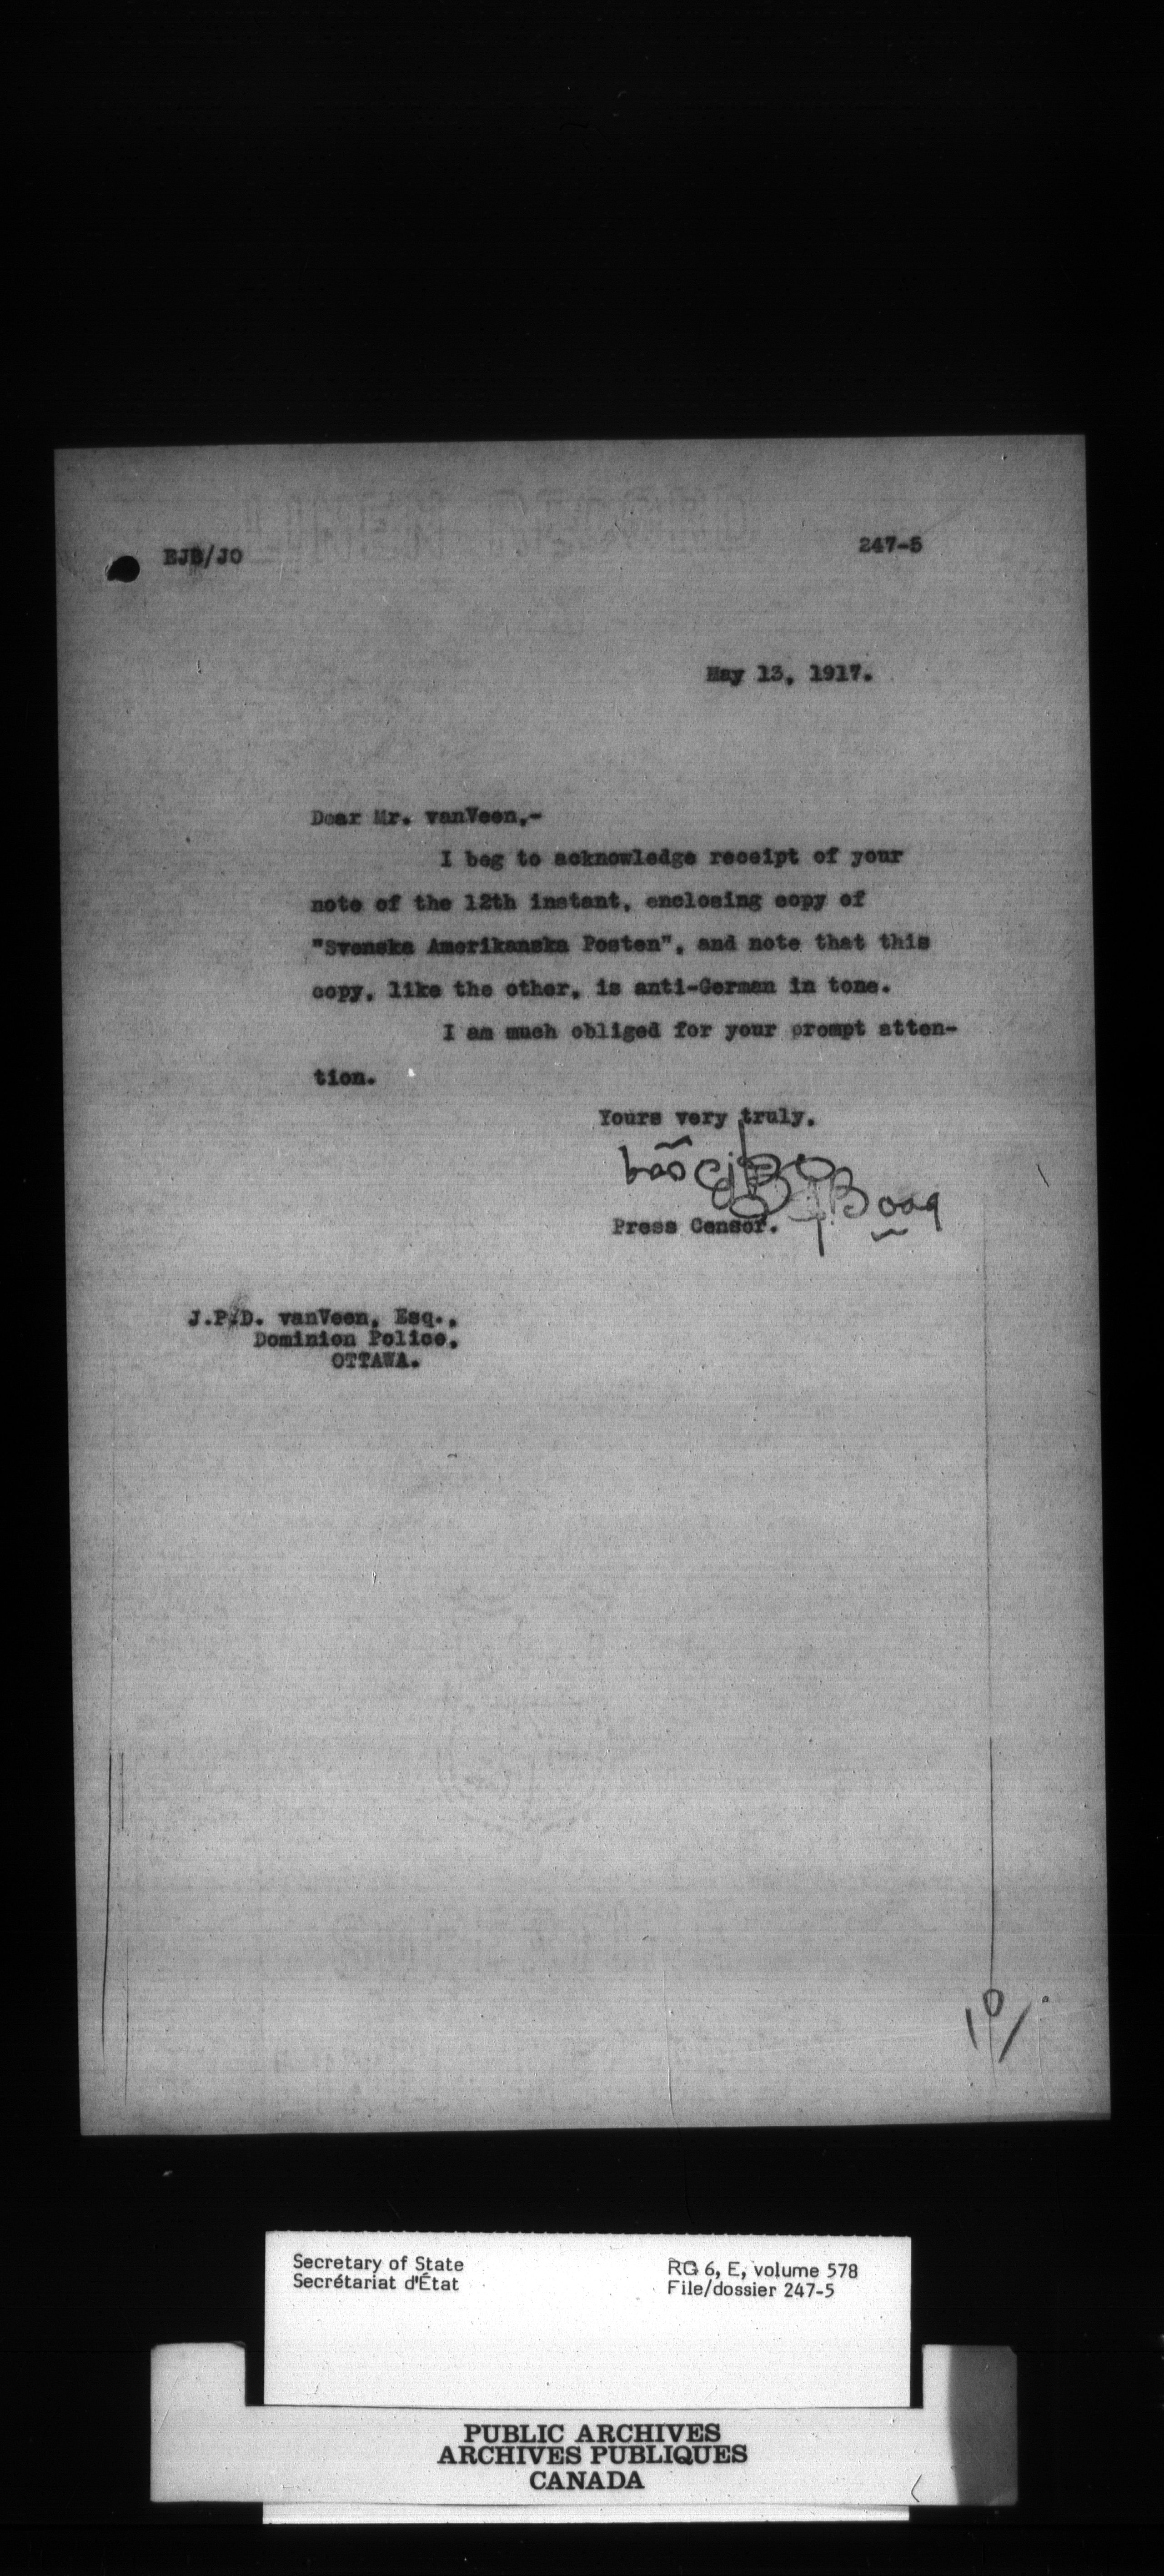 EJB/JO
247-5
May 13, 1917.
Dear Mr. vanVeen,-
I beg to acknowledge receipt of your
note of the 12th instant, enclosing copy of
"Svenska Amerikanska Posten", and note that this
copy, like the other, is anti-German in tone.
I am much obliged for your prompt atten-
tion.
Yours very truly,
Press Censor.
J.P.D. vanVeen, Esq.,
Dominion Police,
OTTAWA.
Secretary of State
Secrétariat d'État
RG 6, E, volume 578
File/dossier 247-5
PUBLIC ARCHIVES
ARCHIVES PUBLIQUES
CANADA